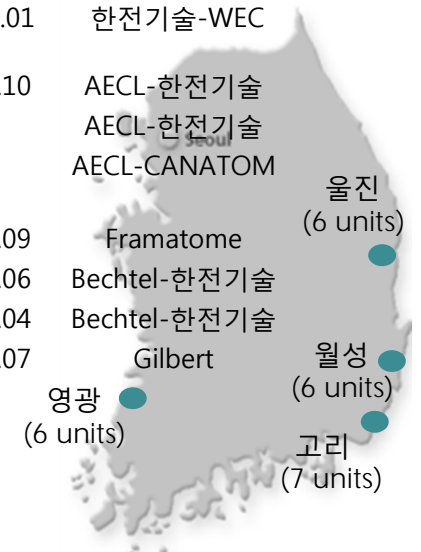 .01 한전기술-WEC
.10 AECL-한전기술
AECL-한전기술
Seoul
AECL-CANATOM
울진
(6 units)
.09 Framatome
.06 Bechtel-한전기술
.04 Bechtel-한전기술
.07 Gilbert
월성
(6 units)
영광
(6 units)
고리
(7 units)